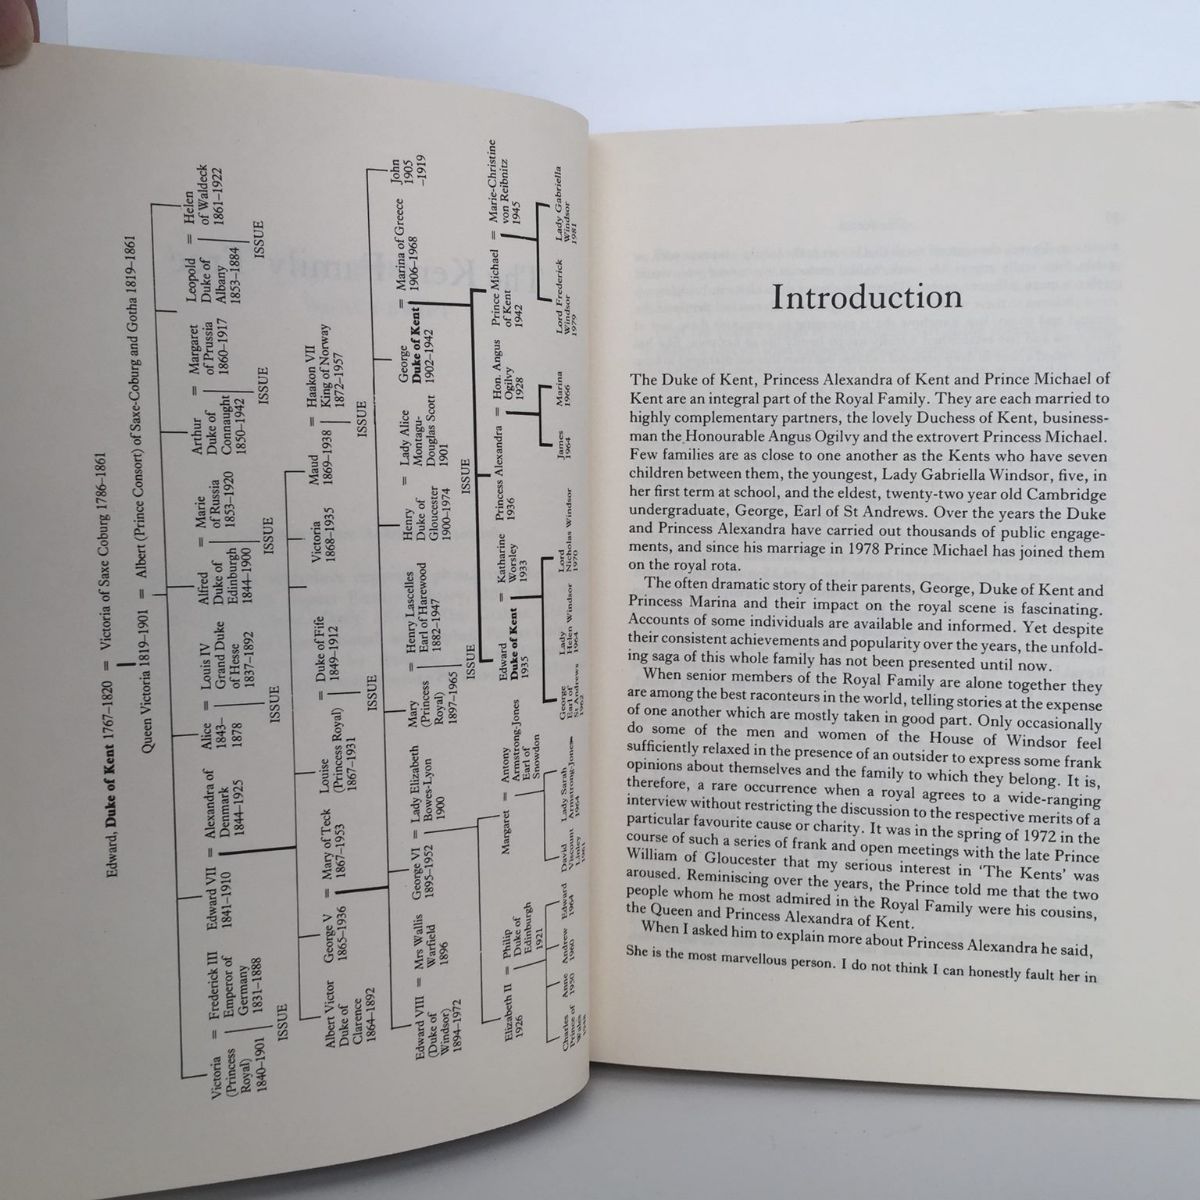 Edward, Duke of Kent 1767–1820 = Victoria of Saxe Coburg 1786–1861
Queen Victoria 1819–1901 = Albert (Prince Consort) of Saxe-Coburg and Gotha 1819–1861
Victoria
(Princess
Royal)
1840–1901
=
Frederick III
Emperor of
Germany
1831–1888
ISSUE
Edward VII
1841–1910
=
Alexandra of
Denmark
1844–1925
Alice
1843–
1878
=
Louis IV
Grand Duke
of Hesse
1837–1892
ISSUE
Alfred
Duke of
Edinburgh
1844–1900
=
Marie
of Russia
1853–1920
ISSUE
Arthur
Duke of
Connaught
1850–1942
=
Margaret
of Prussia
1860–1917
ISSUE
Leopold
Duke of
Albany
1853–1884
=
Helen
of Waldeck
1861–1922
ISSUE
Albert Victor
Duke of
Clarence
1864–1892
George V
1865–1936
=
Mary of Teck
1867–1953
Louise
(Princess Royal)
1867–1931
=
Duke of Fife
1849–1912
ISSUE
Victoria
1868–1935
Maud
1869–1938
=
Haakon VII
King of Norway
1872–1957
ISSUE
Edward VIII
(Duke of
Windsor)
1894–1972
=
Mrs Wallis
Warfield
1896
George VI
1895–1952
=
Lady Elizabeth
Bowes-Lyon
1900
Mary
(Princess
Royal)
1897–1965
=
Henry Lascelles
Earl of Harewood
1882–1947
ISSUE
Henry
Duke of
Gloucester
1900–1974
=
Lady Alice
Montagu-
Douglas Scott
1901
ISSUE
George
Duke of Kent
1902–1942
=
Marina of Greece
1906–1968
John
1905
–1919
Elizabeth II
1926
=
Philip
Duke of
Edinburgh
1921
Margaret
=
Antony
Armstrong-Jones
Earl of
Snowdon
Edward
Duke of Kent
1935
=
Katharine
Worsley
1933
Princess Alexandra
1936
=
Hon. Angus
Ogilvy
1928
Prince Michael
of Kent
1942
=
Marie-Christine
von Reibnitz
1945
Charles
Prince of
Wales
Anne
1950
Andrew
1960
Edward
1964
David
Viscount
Linley
1961
Lady Sarah
Armstrong-Jones
1964
George
Earl of
St Andrews
1962
Lady
Helen Windsor
1964
Lord
Nicholas Windsor
1970
James
1964
Marina
1966
Lord Frederick
Windsor
1979
Lady Gabriella
Windsor
1981
Introduction
The Duke of Kent, Princess Alexandra of Kent and Prince Michael of
Kent are an integral part of the Royal Family. They are each married to
highly complementary partners, the lovely Duchess of Kent, business-
man the Honourable Angus Ogilvy and the extrovert Princess Michael.
Few families are as close to one another as the Kents who have seven
children between them, the youngest, Lady Gabriella Windsor, five, in
her first term at school, and the eldest, twenty-two year old Cambridge
undergraduate, George, Earl of St Andrews. Over the years the Duke
and Princess Alexandra have carried out thousands of public engage-
ments, and since his marriage in 1978 Prince Michael has joined them
on the royal rota.
The often dramatic story of their parents, George, Duke of Kent and
Princess Marina and their impact on the royal scene is fascinating.
Accounts of some individuals are available and informed. Yet despite
their consistent achievements and popularity over the years, the unfold-
ing saga of this whole family has not been presented until now.
When senior members of the Royal Family are alone together they
are among the best raconteurs in the world, telling stories at the expense
of one another which are mostly taken in good part. Only occasionally
do some of the men and women of the House of Windsor feel
sufficiently relaxed in the presence of an outsider to express some frank
opinions about themselves and the family to which they belong. It is,
therefore, a rare occurrence when a royal agrees to a wide-ranging
interview without restricting the discussion to the respective merits of a
particular favourite cause or charity. It was in the spring of 1972 in the
course of such a series of frank and open meetings with the late Prince
William of Gloucester that my serious interest in 'The Kents' was
aroused. Reminiscing over the years, the Prince told me that the two
people whom he most admired in the Royal Family were his cousins,
the Queen and Princess Alexandra of Kent.
When I asked him to explain more about Princess Alexandra he said,
She is the most marvellous person. I do not think I can honestly fault her in